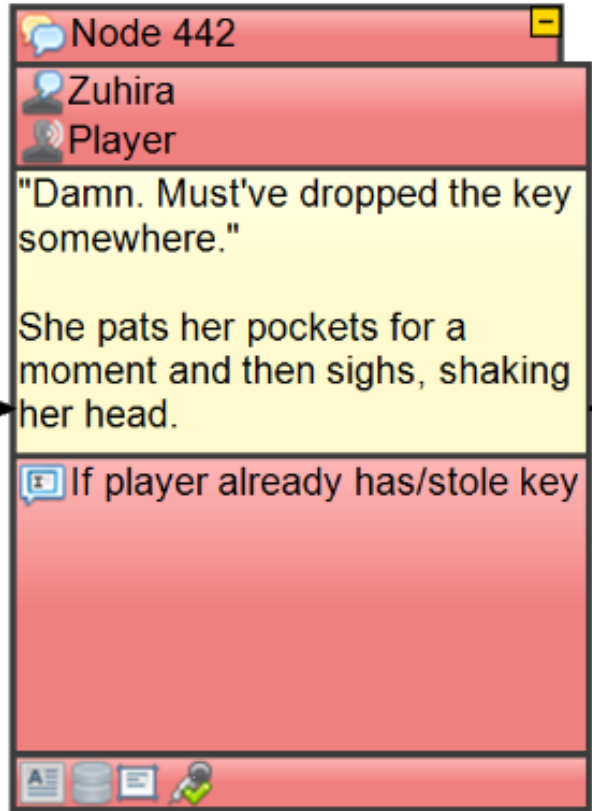 Node 442
Zuhira
Player
"Damn. Must've dropped the key
somewhere."
She pats her pockets for a
moment and then sighs, shaking
her head.
If player already has/stole key